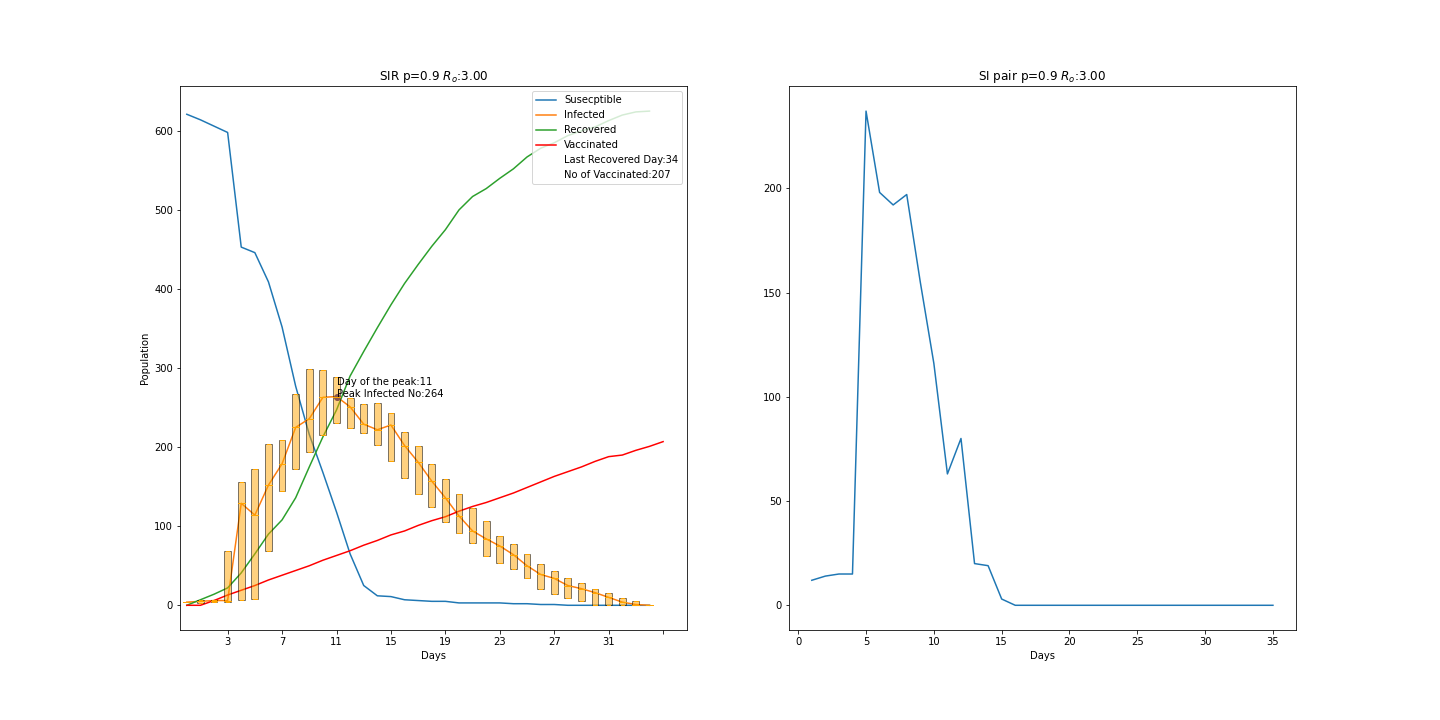 SIR p=0.9 Rₒ:3.00
Susecptible
Infected
Recovered
Vaccinated
Last Recovered Day:34
No of Vaccinated:207
Day of the peak:11
Peak Infected No:264
Population
600
500
400
300
200
100
0
3 7 11 15 19 23 27 31
Days
SI pair p=0.9 Rₒ:3.00
200
150
100
50
0
0 5 10 15 20 25 30 35
Days